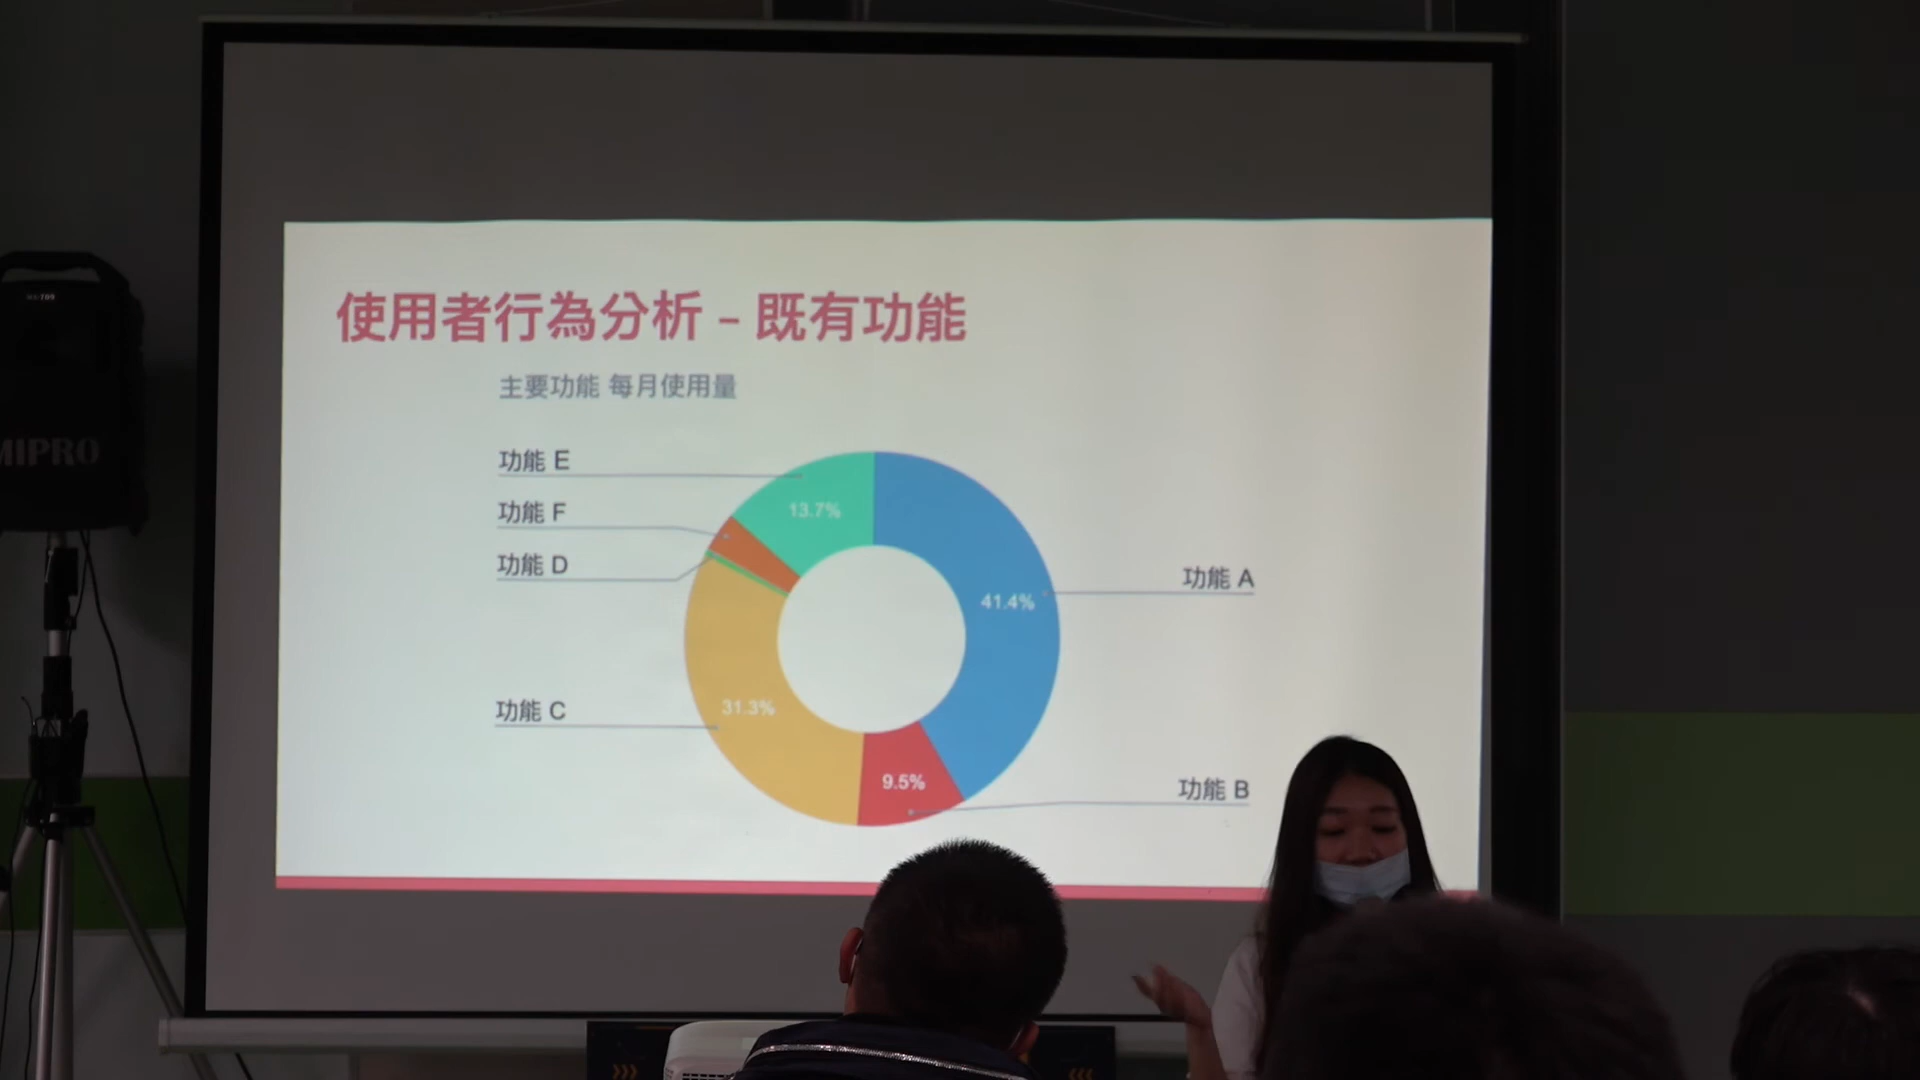 使用者行為分析 – 既有功能
主要功能 每月使用量
功能 E
13.7%
功能 F
功能 D
功能 A
41.4%
功能 C
31.3%
功能 B
9.5%
MIPRO